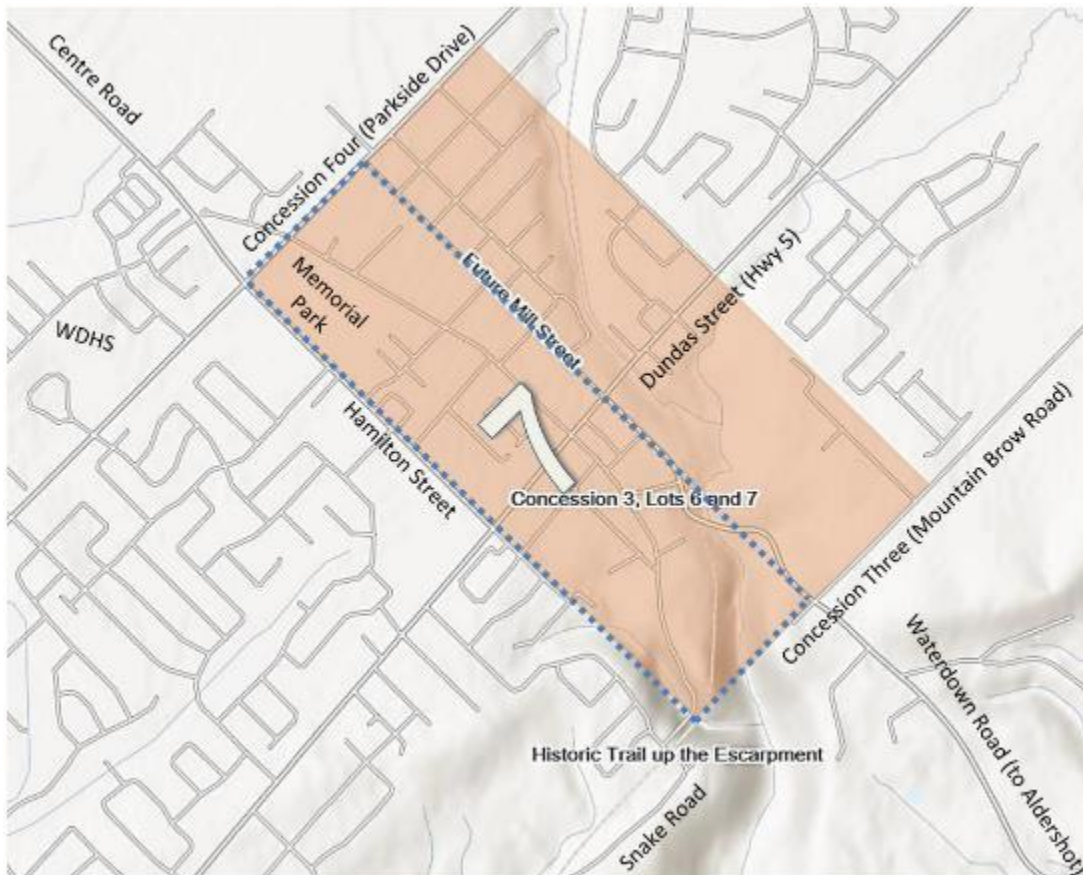 Centre Road
Concession Four (Parkside Drive)
Memorial
Park
WDHS
Future Mill Street
Dundas Street (Hwy 5)
7
Hamilton Street
Concession 3, Lots 6 and 7
Concession Three (Mountain Brow Road)
Historic Trail up the Escarpment
Waterdown Road (to Aldershot)
Snake Road